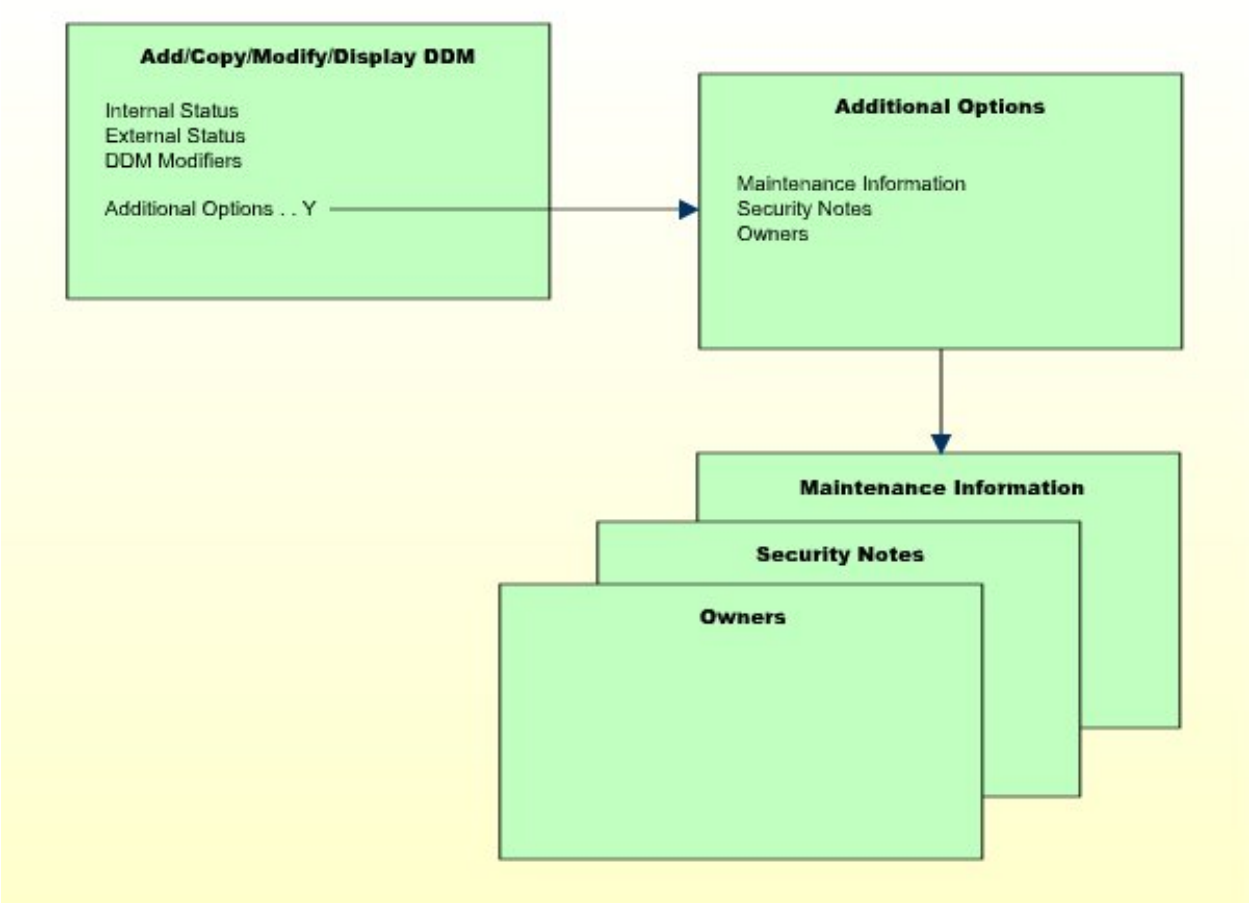 Add/Copy/Modify/Display DDM
Internal Status
External Status
DDM Modifiers
Additional Options . . Y
Additional Options
Maintenance Information
Security Notes
Owners
Maintenance Information
Security Notes
Owners